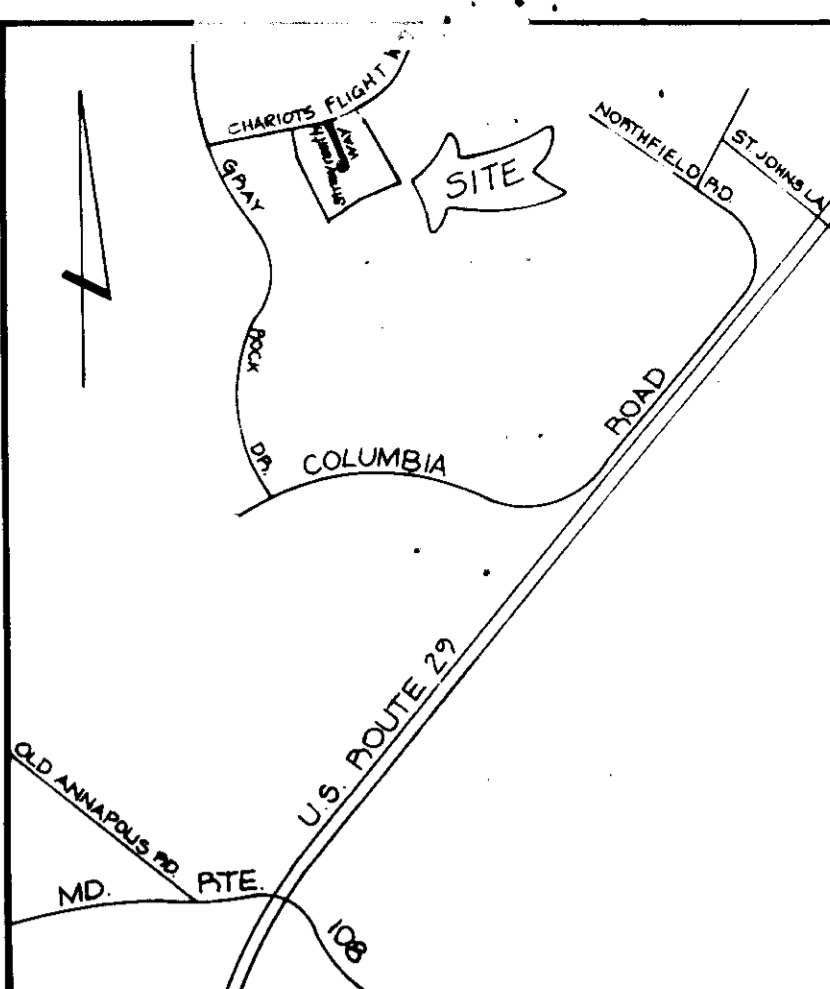 CHARIOTS FLIGHT
WAY
GRAY
ROCK
DR.
SITE
NORTHFIELD RD.
ST. JOHNS LA.
COLUMBIA
ROAD
U.S. ROUTE 29
OLD ANNAPOLIS RD.
MD. RTE.
108